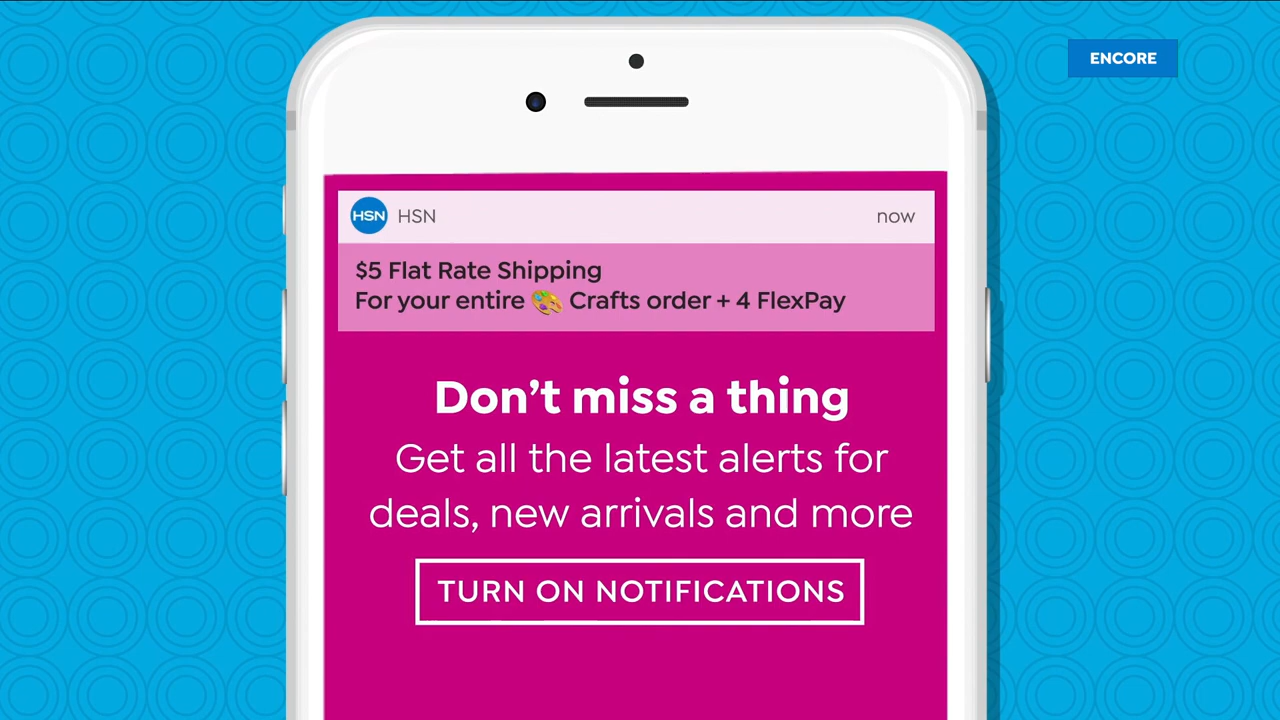 ENCORE
HSN HSN now
$5 Flat Rate Shipping
For your entire 🎨 Crafts order + 4 FlexPay
Don't miss a thing
Get all the latest alerts for
deals, new arrivals and more
TURN ON NOTIFICATIONS